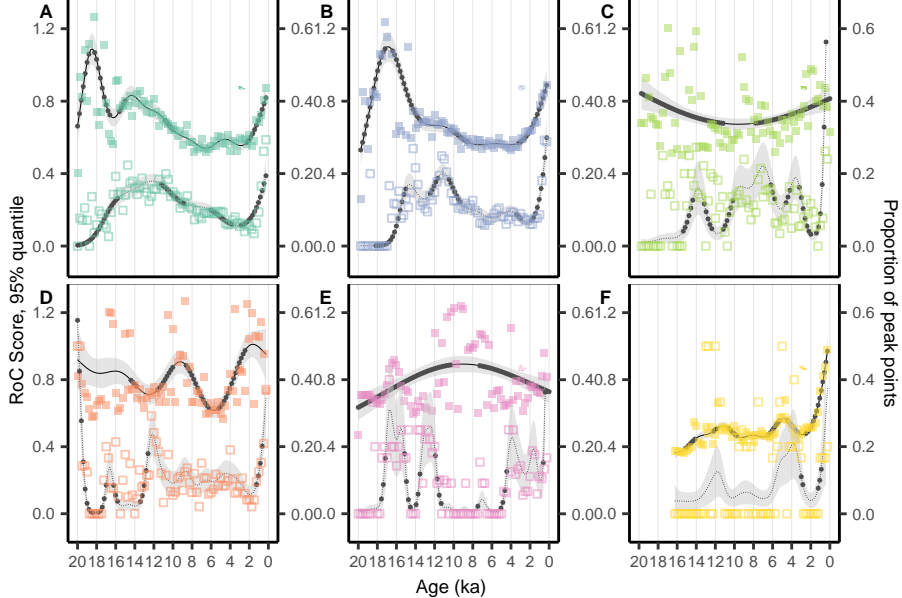 A B C
1.2 0.61.2 0.61.2 0.6
0.8 0.40.8 0.40.8 0.4
0.4 0.20.4 0.20.4 0.2
0.0 0.00.0 0.00.0 0.0
D E F
1.2 0.61.2 0.61.2 0.6
0.8 0.40.8 0.40.8 0.4
0.4 0.20.4 0.20.4 0.2
0.0 0.00.0 0.00.0 0.0
20 18 16 14 12 10 8 6 4 2 0 20 18 16 14 12 10 8 6 4 2 0 20 18 16 14 12 10 8 6 4 2 0
Age (ka)
RoC Score, 95% quantile
Proportion of peak points